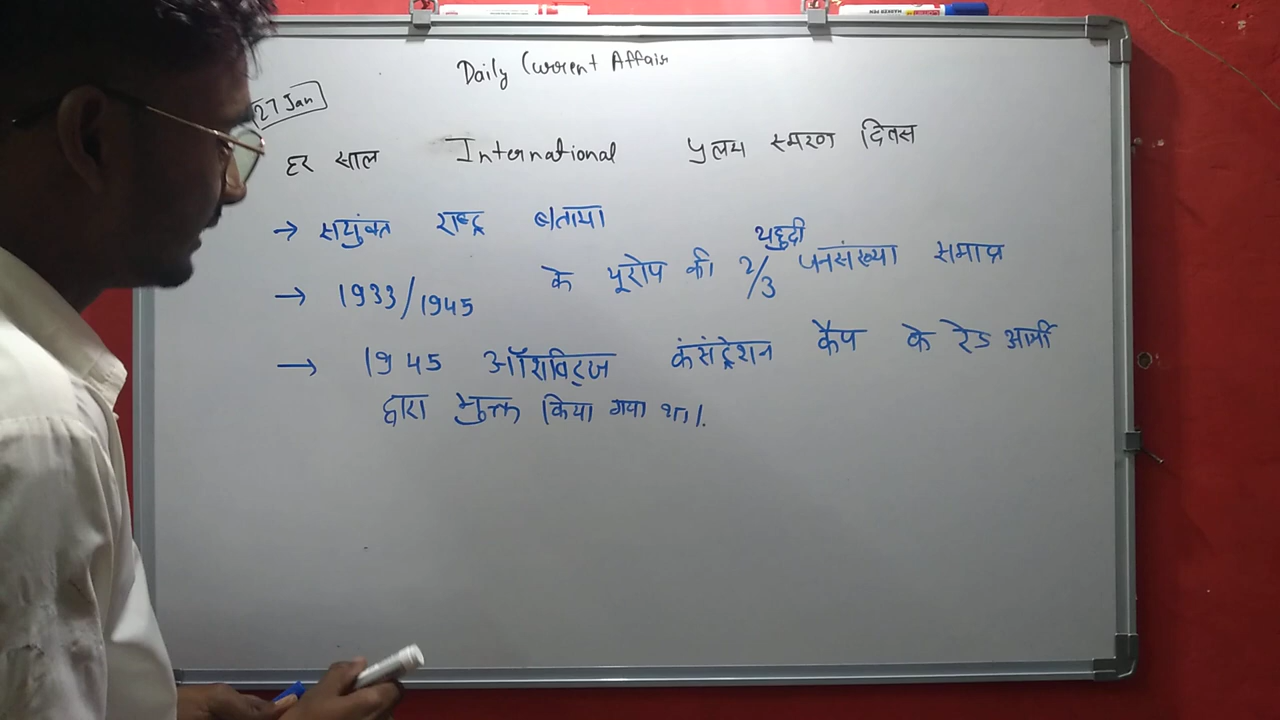 Daily Current Affairs
27 Jan
हर साल International प्रलय स्मरण दिवस
→ सयुंक्त राष्ट्र बताया
यहुदी
→ 1933/1945 के यूरोप की 2/3 जनसंख्या समाप्त
→ 1945 ऑशविट्ज कंसंट्रेशन कैंप के रेड आर्मी
द्वारा मुक्त किया गया था।